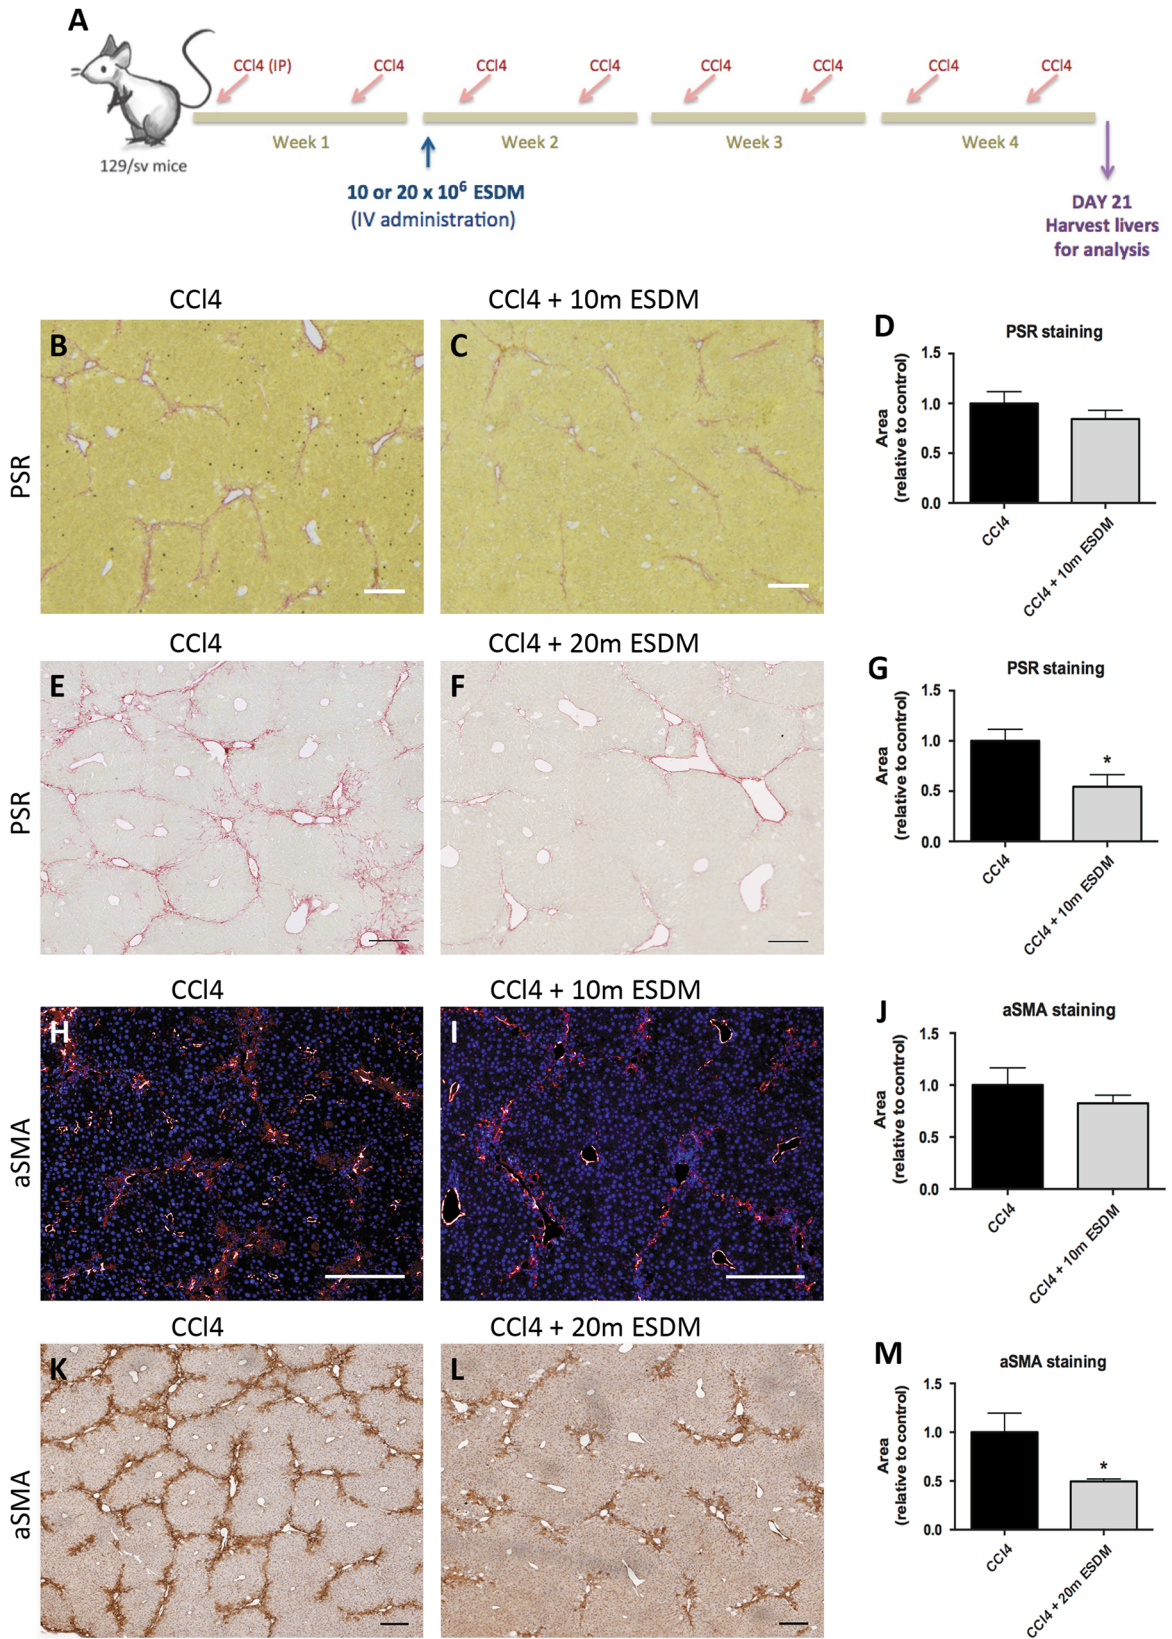 A
CCl4 (IP) CCl4 CCl4 CCl4 CCl4 CCl4 CCl4 CCl4
Week 1 Week 2 Week 3 Week 4
129/sv mice
10 or 20 x 10⁶ ESDM
(IV administration)
DAY 21
Harvest livers
for analysis
CCl4 CCl4 + 10m ESDM
PSR
B C
D
PSR staining
Area
(relative to control)
1.5
1.0
0.5
0.0
CCl4
CCl4 + 10m ESDM
CCl4 CCl4 + 20m ESDM
PSR
E F
G
PSR staining
Area
(relative to control)
1.5
1.0
0.5
0.0
*
CCl4
CCl4 + 10m ESDM
CCl4 CCl4 + 10m ESDM
aSMA
H I
J
aSMA staining
Area
(relative to control)
1.5
1.0
0.5
0.0
CCl4
CCl4 + 10m ESDM
CCl4 CCl4 + 20m ESDM
aSMA
K L
M
aSMA staining
Area
(relative to control)
1.5
1.0
0.5
0.0
*
CCl4
CCl4 + 20m ESDM